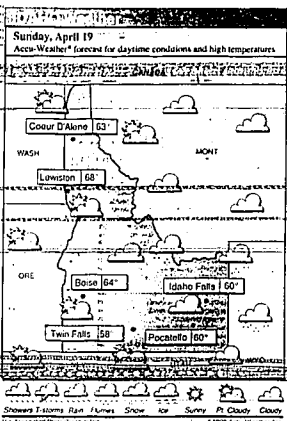 Sunday, April 19
Accu-Weather® forecast for daytime conditions and high temperatures
Coeur D'Alene 63°
WASH
MONT
Lewiston 68°
ORE
Boise 64°
Idaho Falls 60°
Twin Falls 58°
Pocatello 60°
Showers T-storms Rain Flurries Snow Ice Sunny Pt. Cloudy Cloudy